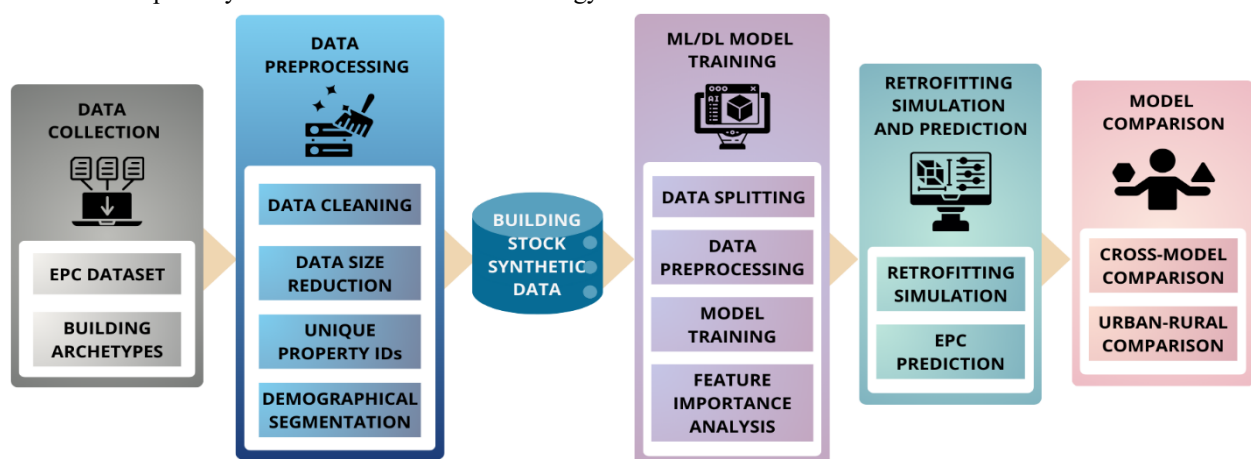 DATA
COLLECTION
EPC DATASET
BUILDING
ARCHETYPES
DATA
PREPROCESSING
DATA CLEANING
DATA SIZE
REDUCTION
UNIQUE
PROPERTY IDs
DEMOGRAPHICAL
SEGMENTATION
BUILDING
STOCK
SYNTHETIC
DATA
ML/DL MODEL
TRAINING
AI
DATA SPLITTING
DATA
PREPROCESSING
MODEL
TRAINING
FEATURE
IMPORTANCE
ANALYSIS
RETROFITTING
SIMULATION
AND PREDICTION
RETROFITTING
SIMULATION
EPC
PREDICTION
MODEL
COMPARISON
CROSS-MODEL
COMPARISON
URBAN-RURAL
COMPARISON